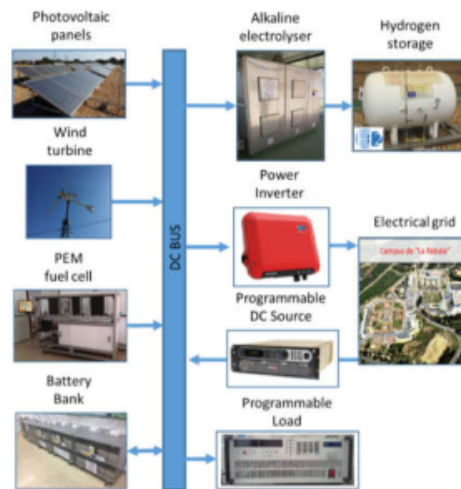 Photovoltaic
panels
Alkaline
electrolyser
Hydrogen
storage
Wind
turbine
DC BUS
Power
Inverter
Electrical grid
Campus de "La Rábida"
PEM
fuel cell
Programmable
DC Source
Battery
Bank
Programmable
Load